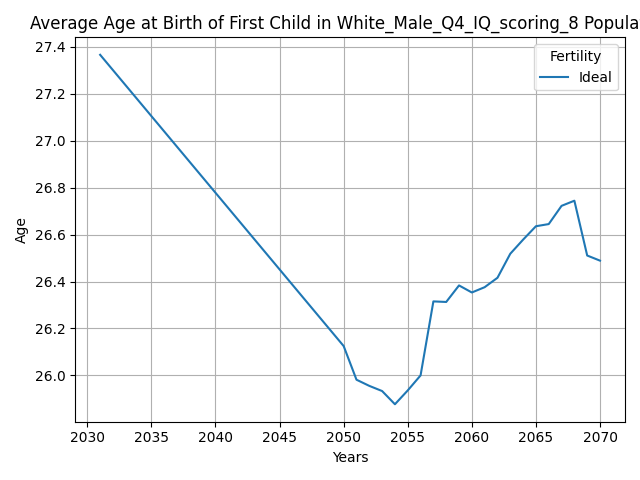 Average Age at Birth of First Child in White_Male_Q4_IQ_scoring_8 Popula
27.4
27.2
27.0
26.8
26.6
26.4
26.2
26.0
Age
Fertility
Ideal
2030 2035 2040 2045 2050 2055 2060 2065 2070
Years